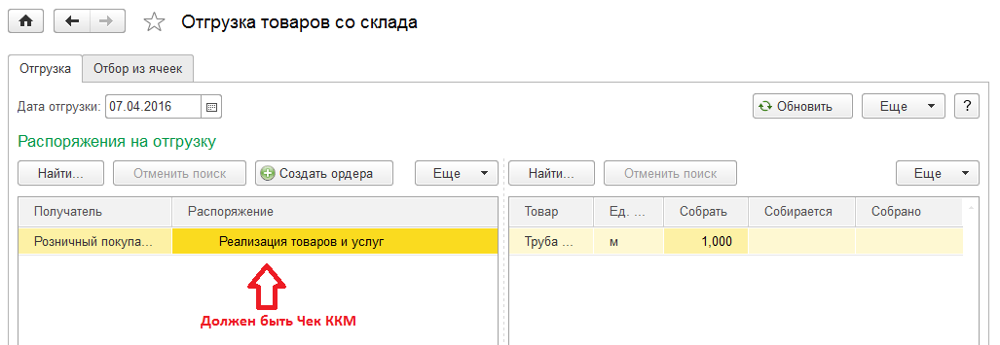 Отгрузка товаров со склада
Отгрузка Отбор из ячеек
Дата отгрузки: 07.04.2016 Обновить Еще ?
Распоряжения на отгрузку
Найти... Отменить поиск Создать ордера Еще Найти... Отменить поиск Еще
Получатель Распоряжение Товар Ед. ... Собрать Собирается Собрано
Розничный покупа... Реализация товаров и услуг Труба ... м 1,000
Должен быть Чек ККМ